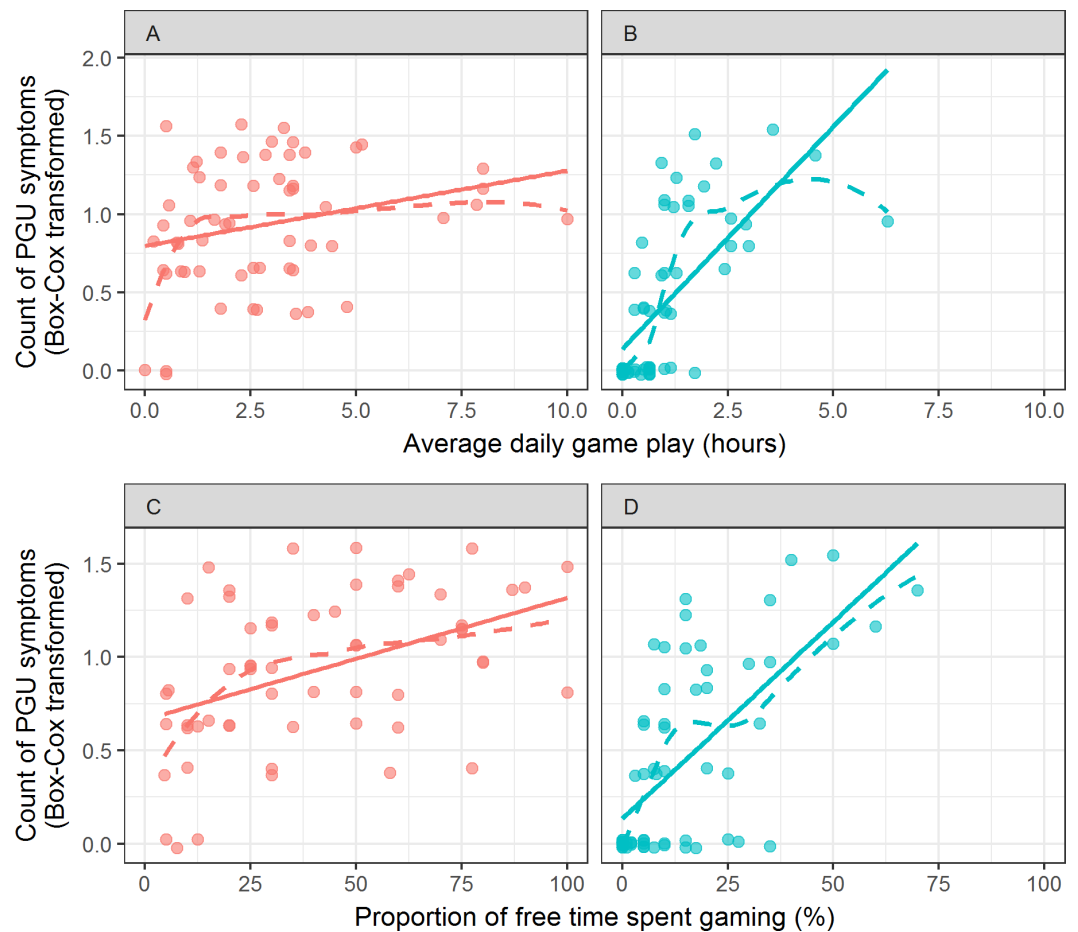 A
B
Count of PGU symptoms
(Box-Cox transformed)
2.0
1.5
1.0
0.5
0.0
0.0 2.5 5.0 7.5 10.0
0.0 2.5 5.0 7.5 10.0
Average daily game play (hours)
C
D
Count of PGU symptoms
(Box-Cox transformed)
1.5
1.0
0.5
0.0
0 25 50 75 100
0 25 50 75 100
Proportion of free time spent gaming (%)